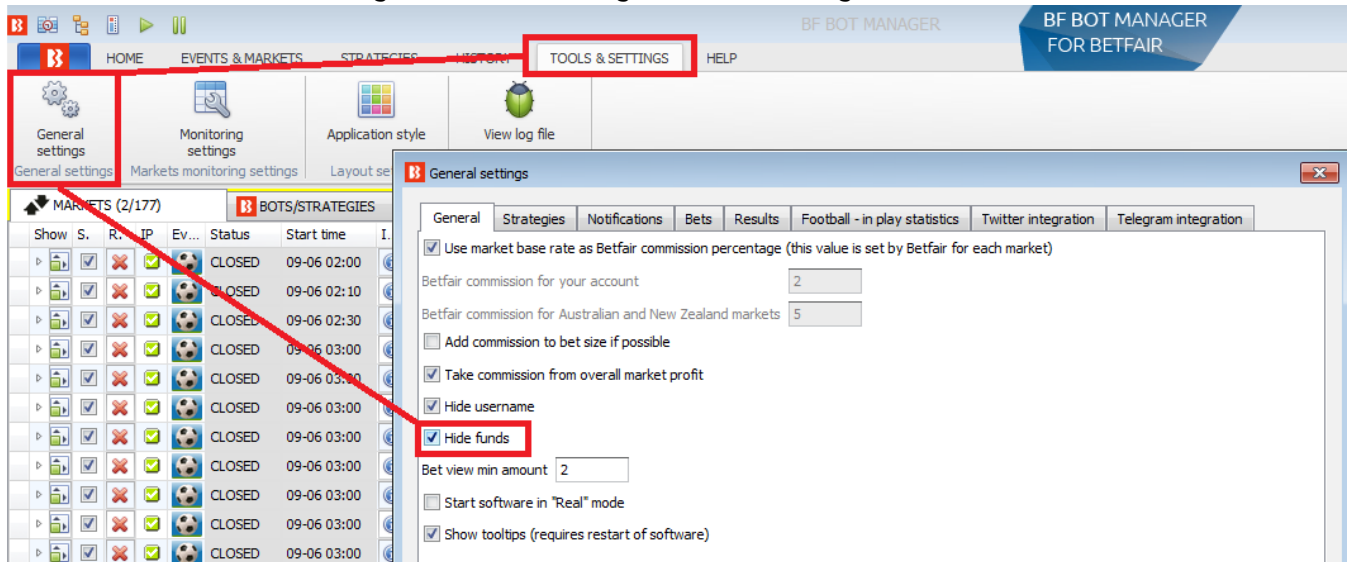 BF BOT MANAGER
BF BOT MANAGER
FOR BETFAIR
HOME EVENTS & MARKETS STRATEGIES HISTORY TOOLS & SETTINGS HELP
General settings
Monitoring settings
Application style
View log file
General settings Markets monitoring settings Layout set
General settings
MARKETS (2/177) BOTS/STRATEGIES
General Strategies Notifications Bets Results Football - in play statistics Twitter integration Telegram integration
Show S. R. IP Ev... Status Start time I.
Use market base rate as Betfair commission percentage (this value is set by Betfair for each market)
CLOSED 09-06 02:00
Betfair commission for your account 2
CLOSED 09-06 02:10
Betfair commission for Australian and New Zealand markets 5
CLOSED 09-06 02:30
Add commission to bet size if possible
CLOSED 09-06 03:00
Take commission from overall market profit
CLOSED 09-06 03:00
Hide username
CLOSED 09-06 03:00
Hide funds
CLOSED 09-06 03:00
Bet view min amount 2
CLOSED 09-06 03:00
Start software in "Real" mode
CLOSED 09-06 03:00
Show tooltips (requires restart of software)
CLOSED 09-06 03:00
CLOSED 09-06 03:00